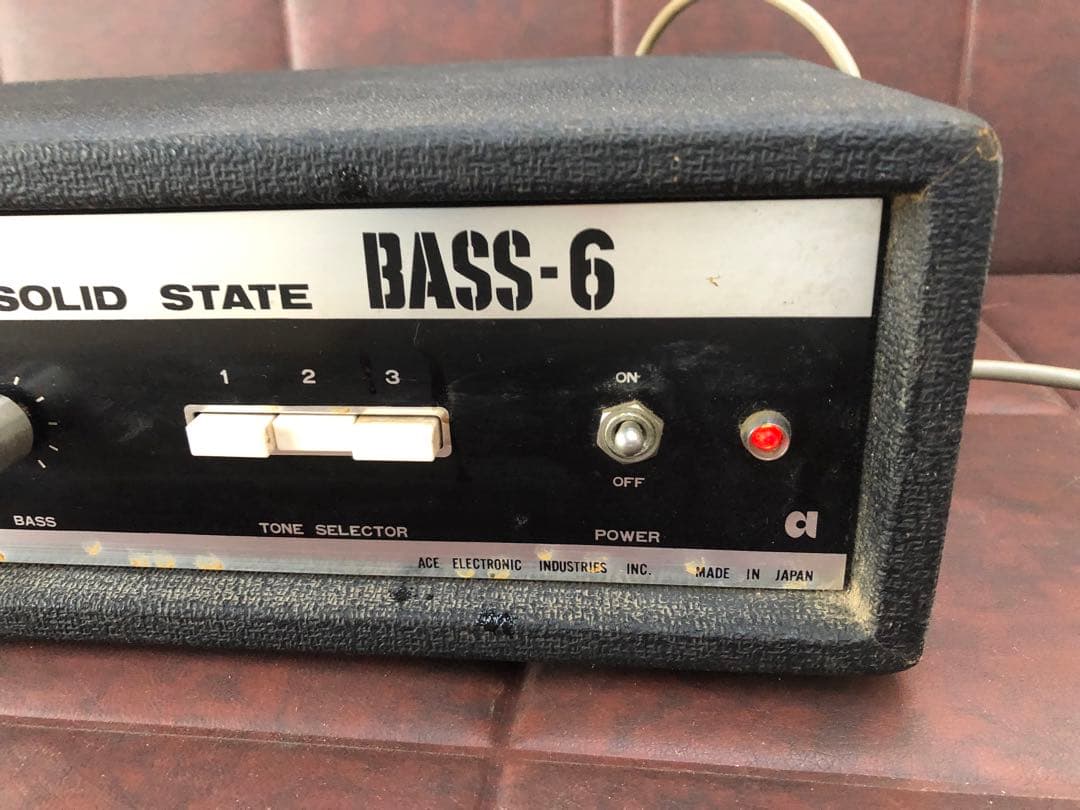 SOLID STATE BASS-6
1 2 3 ON
OFF
BASS TONE SELECTOR POWER a
ACE ELECTRONIC INDUSTRIES INC. MADE IN JAPAN